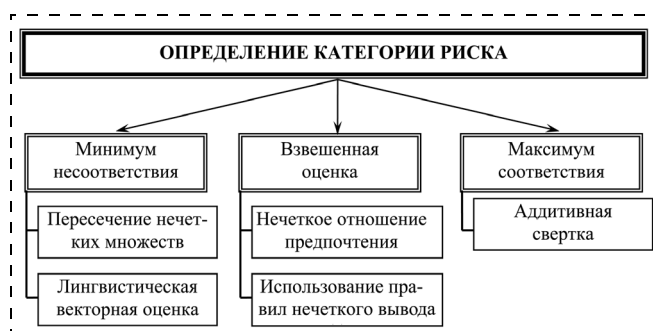 ОПРЕДЕЛЕНИЕ КАТЕГОРИИ РИСКА
Минимум
несоответствия
Пересечение нечет-
ких множеств
Лингвистическая
векторная оценка
Взвешенная
оценка
Нечеткое отношение
предпочтения
Использование пра-
вил нечеткого вывода
Максимум
соответствия
Аддитивная
свертка